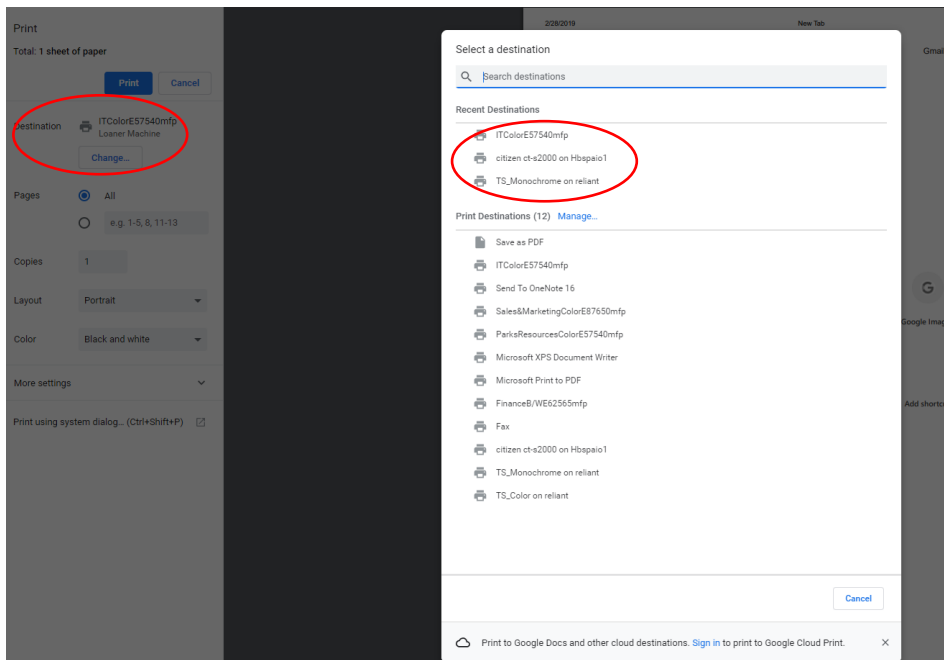 Print
Total: 1 sheet of paper
Print Cancel
Destination ITColorE57540mfp
Loaner Machine
Change...
Pages All
e.g. 1-5, 8, 11-13
Copies 1
Layout Portrait
Color Black and white
More settings
Print using system dialog... (Ctrl+Shift+P)
2/28/2019 New Tab
Select a destination
Search destinations
Recent Destinations
ITColorE57540mfp
citizen ct-s2000 on Hbspaio1
TS_Monochrome on reliant
Print Destinations (12) Manage...
Save as PDF
ITColorE57540mfp
Send To OneNote 16
Sales&MarketingColorE87650mfp
ParksResourcesColorE57540mfp
Microsoft XPS Document Writer
Microsoft Print to PDF
FinanceB/WE62565mfp
Fax
citizen ct-s2000 on Hbspaio1
TS_Monochrome on reliant
TS_Color on reliant
Cancel
Print to Google Docs and other cloud destinations. Sign in to print to Google Cloud Print.
Gmail
G
Google Imag
Add shortc